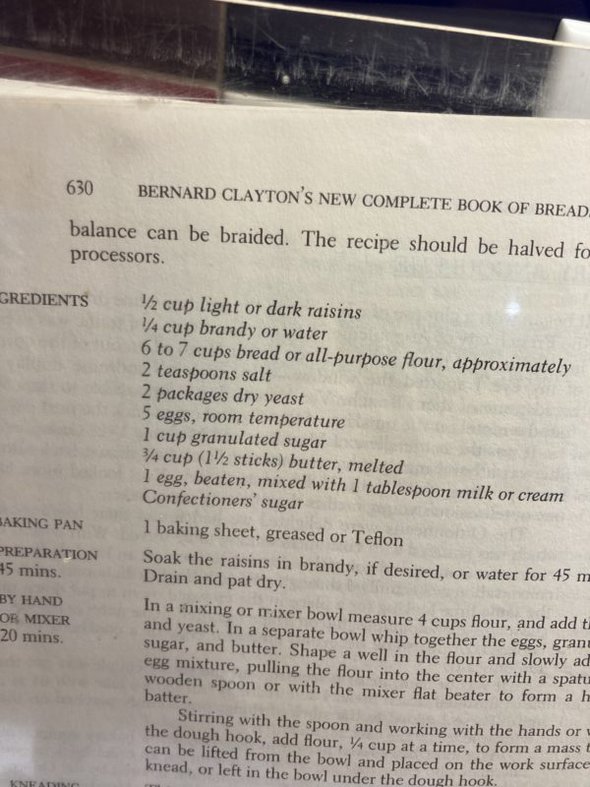 630 BERNARD CLAYTON'S NEW COMPLETE BOOK OF BREAD
balance can be braided. The recipe should be halved fo
processors.
GREDIENTS ½ cup light or dark raisins
¼ cup brandy or water
6 to 7 cups bread or all-purpose flour, approximately
2 teaspoons salt
2 packages dry yeast
5 eggs, room temperature
1 cup granulated sugar
¾ cup (1½ sticks) butter, melted
1 egg, beaten, mixed with 1 tablespoon milk or cream
Confectioners' sugar
BAKING PAN 1 baking sheet, greased or Teflon
PREPARATION Soak the raisins in brandy, if desired, or water for 45 m
45 mins. Drain and pat dry.
BY HAND In a mixing or mixer bowl measure 4 cups flour, and add t
OR MIXER and yeast. In a separate bowl whip together the eggs, granu
20 mins. sugar, and butter. Shape a well in the flour and slowly ad
egg mixture, pulling the flour into the center with a spatu
wooden spoon or with the mixer flat beater to form a h
batter.
Stirring with the spoon and working with the hands or
the dough hook, add flour, ¼ cup at a time, to form a mass t
can be lifted from the bowl and placed on the work surface
knead, or left in the bowl under the dough hook.
KNEADING